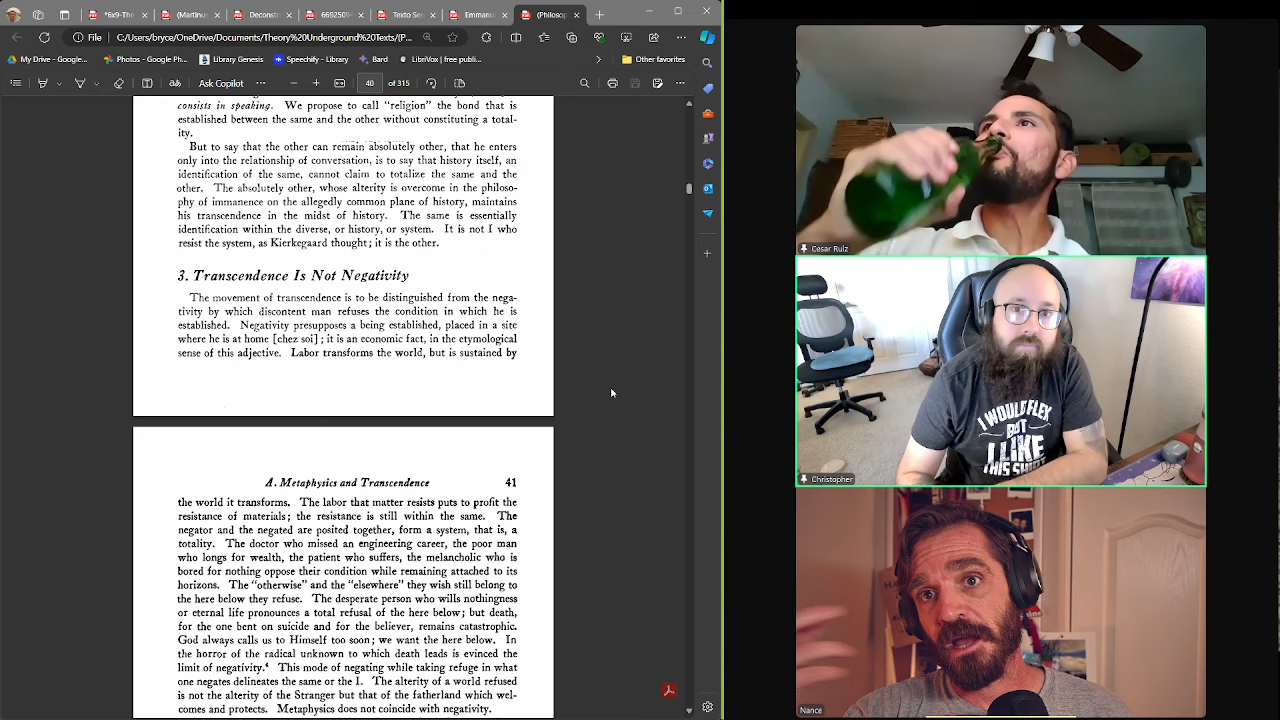 *6x9-The
(Martinus
Deconstr
6692509
Texto Se
Emmanu
(Philosop
File
C:/Users/bryce/OneDrive/Documents/Theory%20Underground%20Texts/(P...
My Drive - Google...
Photos - Google Ph...
Library Genesis
Speechify - Library
Bard
LibriVox | free publi...
Other favorites
Ask Copilot
40 of 315
consists in speaking. We propose to call "religion" the bond that is
established between the same and the other without constituting a total-
ity.
But to say that the other can remain absolutely other, that he enters
only into the relationship of conversation, is to say that history itself, an
identification of the same, cannot claim to totalize the same and the
other. The absolutely other, whose alterity is overcome in the philoso-
phy of immanence on the allegedly common plane of history, maintains
his transcendence in the midst of history. The same is essentially
identification within the diverse, or history, or system. It is not I who
resist the system, as Kierkegaard thought; it is the other.
3. Transcendence Is Not Negativity
The movement of transcendence is to be distinguished from the nega-
tivity by which discontent man refuses the condition in which he is
established. Negativity presupposes a being established, placed in a site
where he is at home [chez soi]; it is an economic fact, in the etymological
sense of this adjective. Labor transforms the world, but is sustained by
A. Metaphysics and Transcendence 41
the world it transforms. The labor that matter resists puts to profit the
resistance of materials; the resistance is still within the same. The
negator and the negated are posited together, form a system, that is, a
totality. The doctor who missed an engineering career, the poor man
who longs for wealth, the patient who suffers, the melancholic who is
bored for nothing oppose their condition while remaining attached to its
horizons. The "otherwise" and the "elsewhere" they wish still belong to
the here below they refuse. The desperate person who wills nothingness
or eternal life pronounces a total refusal of the here below; but death,
for the one bent on suicide and for the believer, remains catastrophic.
God always calls us to Himself too soon; we want the here below. In
the horror of the radical unknown to which death leads is evinced the
limit of negativity.⁴ This mode of negating while taking refuge in what
one negates delineates the same or the I. The alterity of a world refused
is not the alterity of the Stranger but that of the fatherland which wel-
comes and protects. Metaphysics does not coincide with negativity.
Cesar Ruiz
I WOULD FLEX
BUT
I LIKE
THIS SHIRT
Christopher
Nance